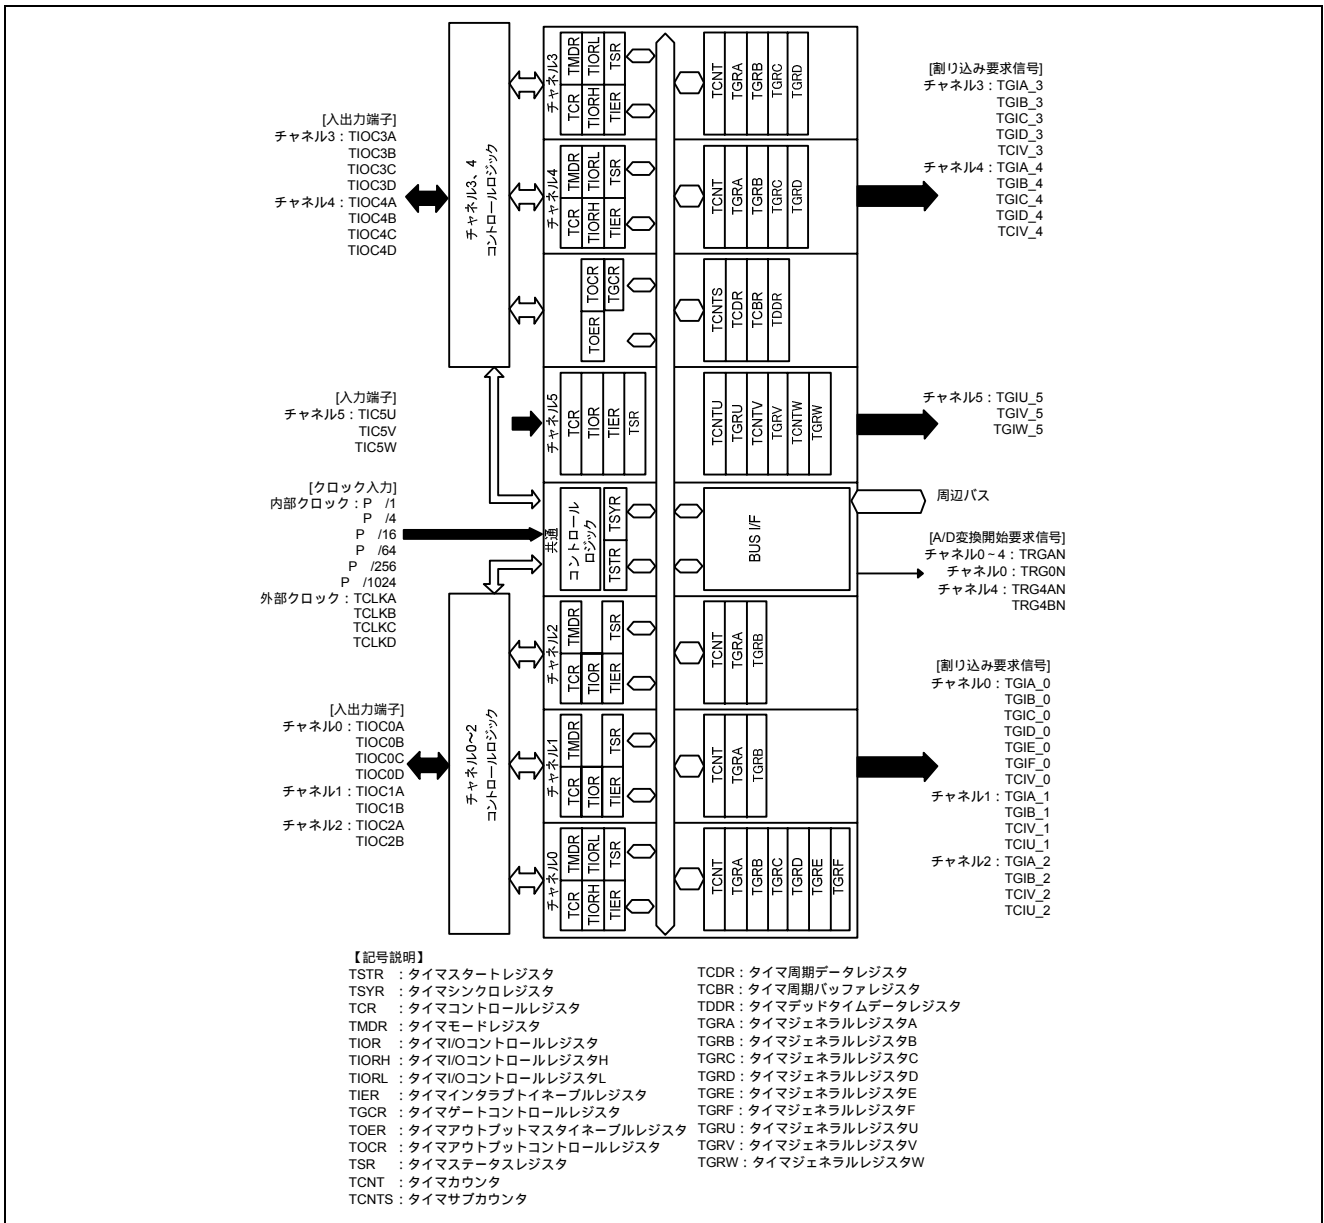 [入出力端子]
チャネル3：TIOC3A
TIOC3B
TIOC3C
TIOC3D
チャネル4：TIOC4A
TIOC4B
TIOC4C
TIOC4D
[入力端子]
チャネル5：TIC5U
TIC5V
TIC5W
[クロック入力]
内部クロック：P /1
P /4
P /16
P /64
P /256
P /1024
外部クロック：TCLKA
TCLKB
TCLKC
TCLKD
[入出力端子]
チャネル0：TIOC0A
TIOC0B
TIOC0C
TIOC0D
チャネル1：TIOC1A
TIOC1B
チャネル2：TIOC2A
TIOC2B
チャネル3、4
コントロールロジック
チャネル0〜2
コントロールロジック
チャネル3
TCR TMDR
TIORH TIORL
TIER TSR
TCNT
TGRA
TGRB
TGRC
TGRD
チャネル4
TCR TMDR
TIORH TIORL
TIER TSR
TCNT
TGRA
TGRB
TGRC
TGRD
TOER TOCR
TGCR
TCNTS
TCDR
TCBR
TDDR
チャネル5
TCR
TIOR
TIER
TSR
TCNTU
TGRU
TCNTV
TGRV
TCNTW
TGRW
共通
コントロール
ロジック
TSTR TSYR
BUS I/F
チャネル2
TCR TMDR
TIOR
TIER TSR
TCNT
TGRA
TGRB
チャネル1
TCR TMDR
TIOR
TIER TSR
TCNT
TGRA
TGRB
チャネル0
TCR TMDR
TIORH TIORL
TIER TSR
TCNT
TGRA
TGRB
TGRC
TGRD
TGRE
TGRF
[割り込み要求信号]
チャネル3：TGIA_3
TGIB_3
TGIC_3
TGID_3
TCIV_3
チャネル4：TGIA_4
TGIB_4
TGIC_4
TGID_4
TCIV_4
チャネル5：TGIU_5
TGIV_5
TGIW_5
周辺バス
[A/D変換開始要求信号]
チャネル0〜4：TRGAN
チャネル0：TRG0N
チャネル4：TRG4AN
TRG4BN
[割り込み要求信号]
チャネル0：TGIA_0
TGIB_0
TGIC_0
TGID_0
TGIE_0
TGIF_0
TCIV_0
チャネル1：TGIA_1
TGIB_1
TCIV_1
TCIU_1
チャネル2：TGIA_2
TGIB_2
TCIV_2
TCIU_2
【記号説明】
TSTR ：タイマスタートレジスタ
TSYR ：タイマシンクロレジスタ
TCR ：タイマコントロールレジスタ
TMDR ：タイマモードレジスタ
TIOR ：タイマI/Oコントロールレジスタ
TIORH ：タイマI/OコントロールレジスタH
TIORL ：タイマI/OコントロールレジスタL
TIER ：タイマインタラプトイネーブルレジスタ
TGCR ：タイマゲートコントロールレジスタ
TOER ：タイマアウトプットマスタイネーブルレジスタ
TOCR ：タイマアウトプットコントロールレジスタ
TSR ：タイマステータスレジスタ
TCNT ：タイマカウンタ
TCNTS：タイマサブカウンタ
TCDR：タイマ周期データレジスタ
TCBR：タイマ周期バッファレジスタ
TDDR：タイマデッドタイムデータレジスタ
TGRA：タイマジェネラルレジスタA
TGRB：タイマジェネラルレジスタB
TGRC：タイマジェネラルレジスタC
TGRD：タイマジェネラルレジスタD
TGRE：タイマジェネラルレジスタE
TGRF：タイマジェネラルレジスタF
TGRU：タイマジェネラルレジスタU
TGRV：タイマジェネラルレジスタV
TGRW：タイマジェネラルレジスタW